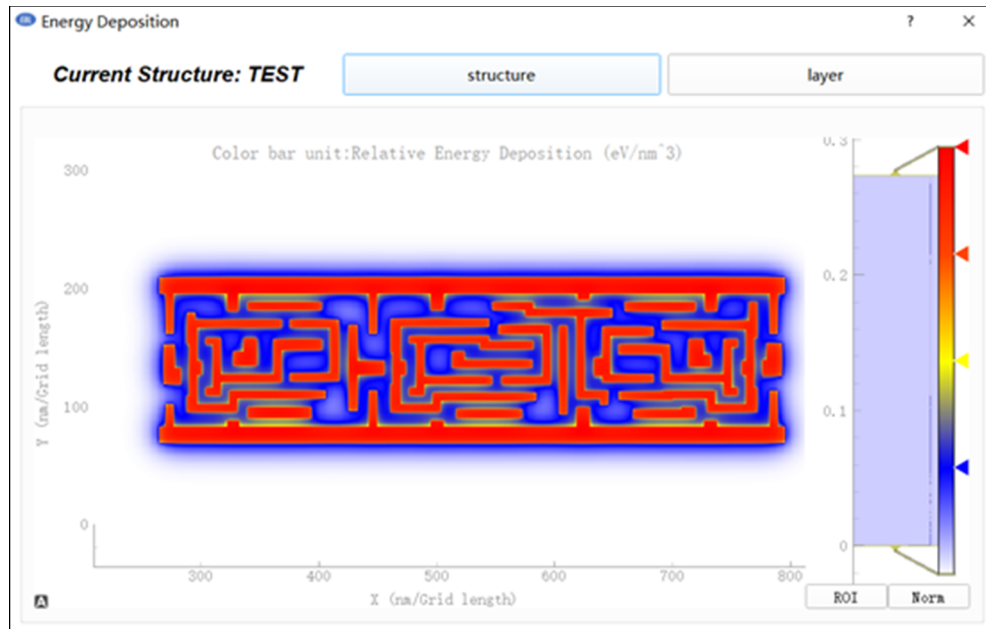 Energy Deposition
? ×
Current Structure: TEST
structure
layer
Color bar unit:Relative Energy Deposition (eV/nm^3)
0.3
300
200
100
0
Y (nm/Grid length)
0.2
0.1
0
300 400 500 600 700 800
X (nm/Grid length)
A
ROI
Norm